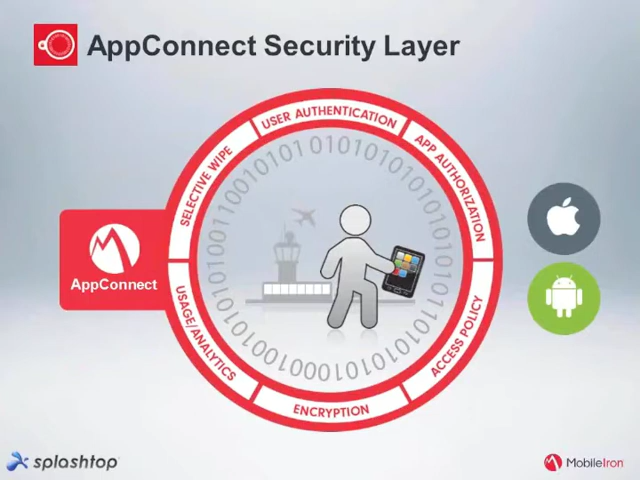 AppConnect Security Layer
USER AUTHENTICATION
APP AUTHORIZATION
ACCESS POLICY
ENCRYPTION
USAGE/ANALYTICS
SELECTIVE WIPE
AppConnect
splashtop
MobileIron